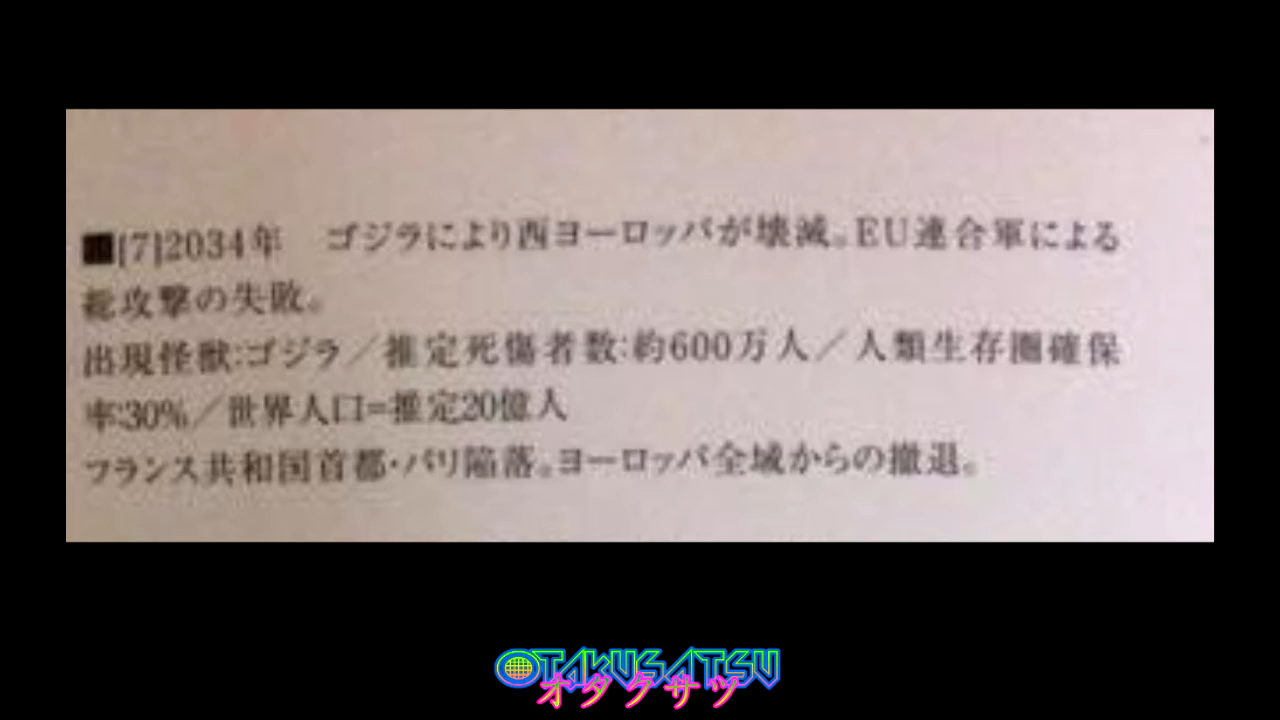 ■[7]2034年　ゴジラにより西ヨーロッパが壊滅。EU連合軍による
総攻撃の失敗。
出現怪獣:ゴジラ／推定死傷者数:約600万人／人類生存圏確保
率:30%／世界人口=推定20億人
フランス共和国首都・パリ陥落。ヨーロッパ全域からの撤退。
OTAKUSATSU
オタクサツ